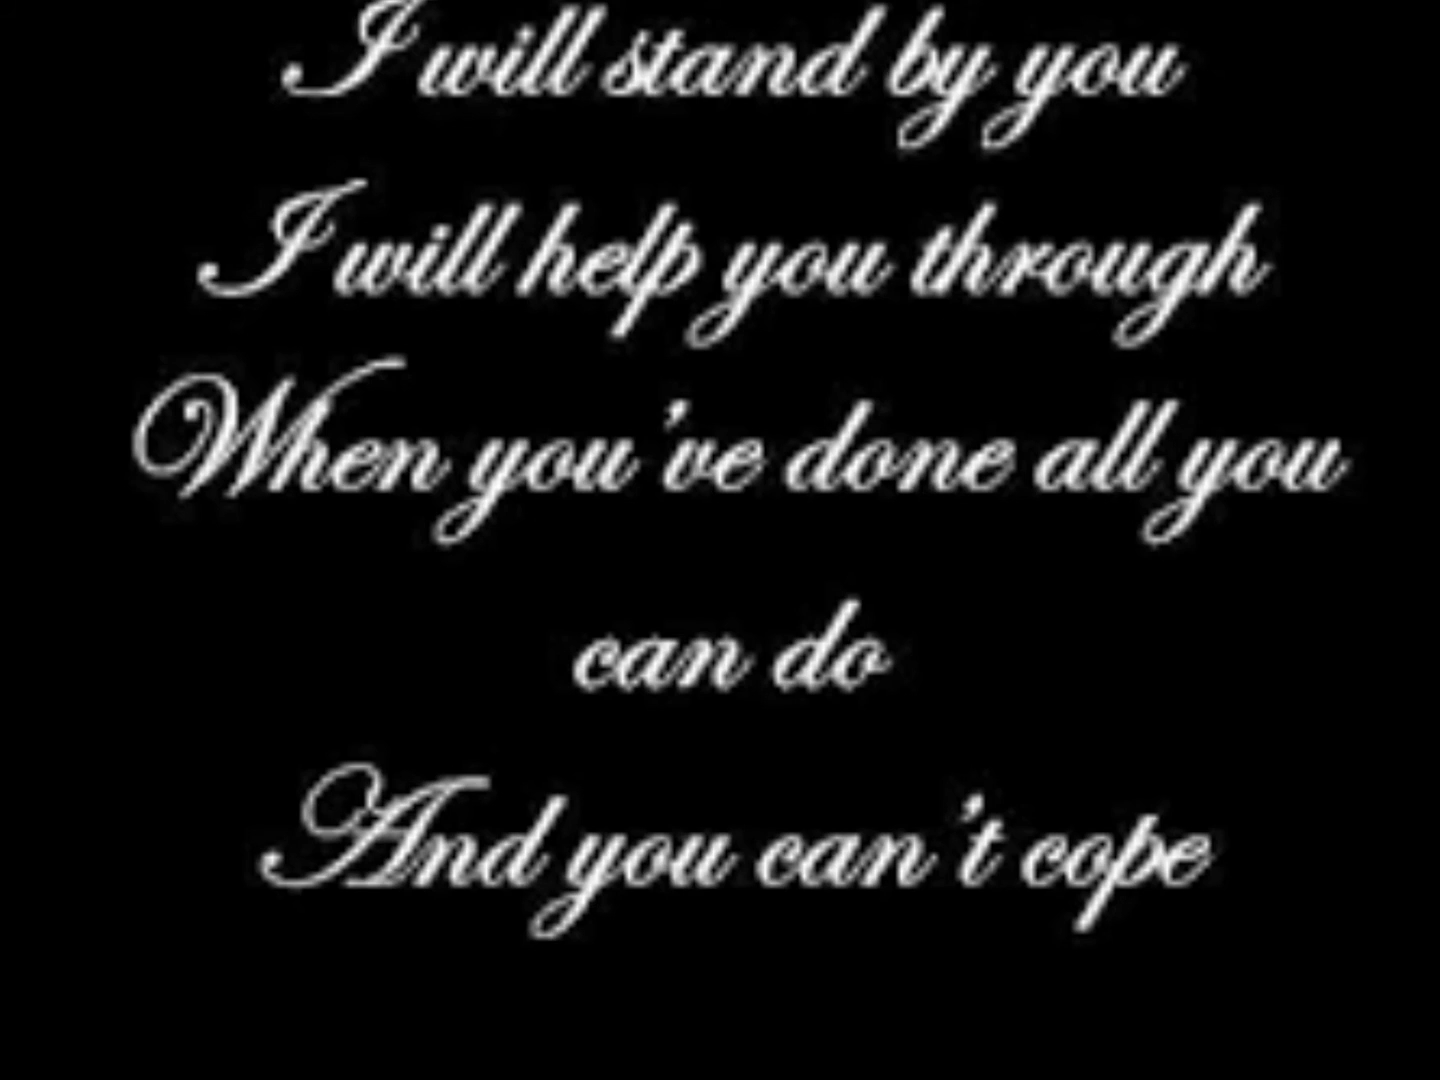 I will stand by you
I will help you through
When you've done all you
can do
And you can't cope